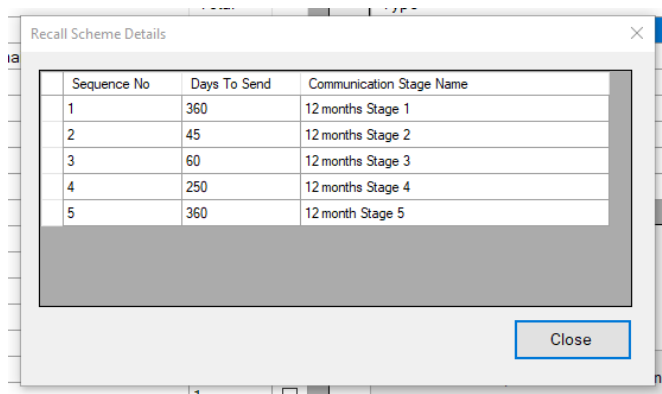 Type
Recall Scheme Details
Sequence No Days To Send Communication Stage Name
1 360 12 months Stage 1
2 45 12 months Stage 2
3 60 12 months Stage 3
4 250 12 months Stage 4
5 360 12 month Stage 5
Close
1